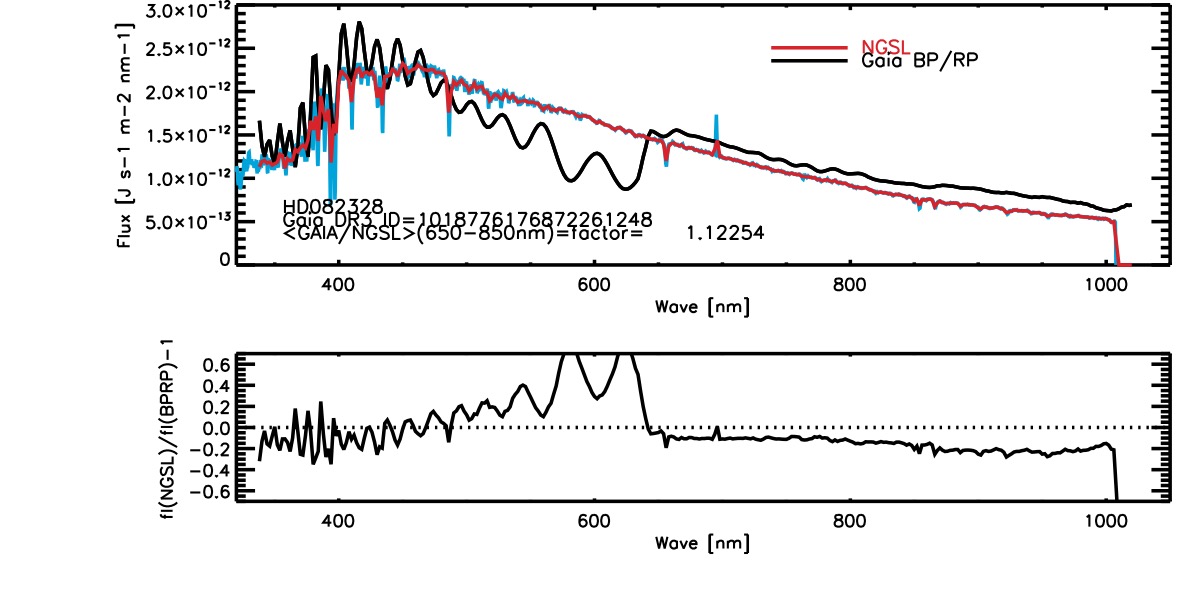 3.0×10−12
2.5×10−12
2.0×10−12
1.5×10−12
1.0×10−12
5.0×10−13
0
Flux [J s−1 m−2 nm−1]
NGSL
Gaia BP/RP
HD082328
Gaia DR3 ID=1018776176872261248
<GAIA/NGSL>(650−850nm)=factor= 1.12254
400 600 800 1000
Wave [nm]
0.6
0.4
0.2
0.0
−0.2
−0.4
−0.6
fl(NGSL)/fl(BPRP)−1
400 600 800 1000
Wave [nm]